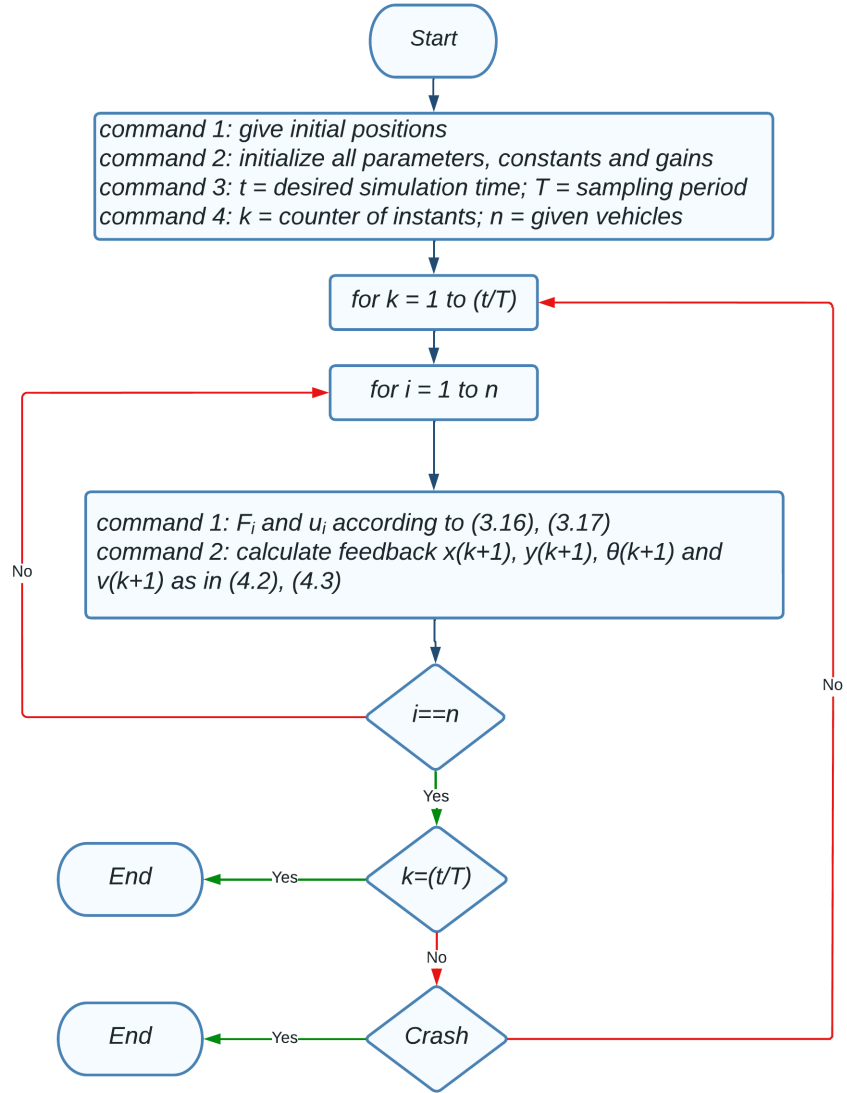 Start
command 1: give initial positions
command 2: initialize all parameters, constants and gains
command 3: t = desired simulation time; T = sampling period
command 4: k = counter of instants; n = given vehicles
for k = 1 to (t/T)
for i = 1 to n
command 1: Fᵢ and uᵢ according to (3.16), (3.17)
command 2: calculate feedback x(k+1), y(k+1), θ(k+1) and
v(k+1) as in (4.2), (4.3)
No
No
i==n
Yes
End
Yes
k=(t/T)
No
End
Yes
Crash